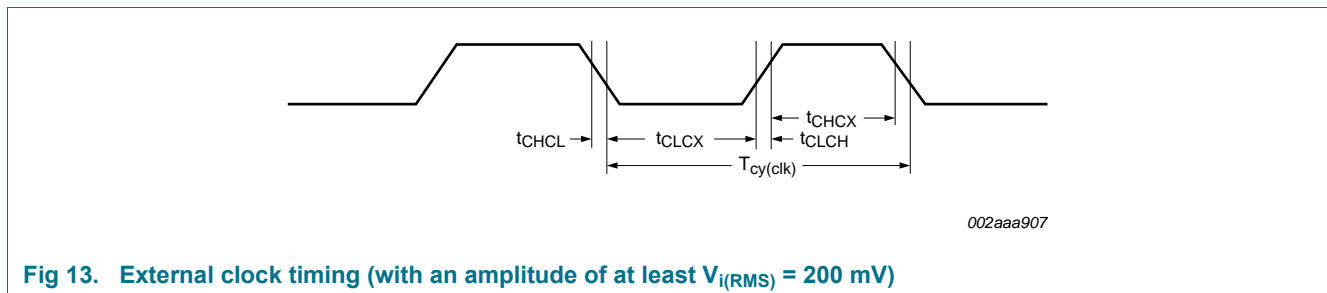 tCHCX
tCHCL tCLCX tCLCH
Tcy(clk)
002aaa907
Fig 13. External clock timing (with an amplitude of at least Vi(RMS) = 200 mV)